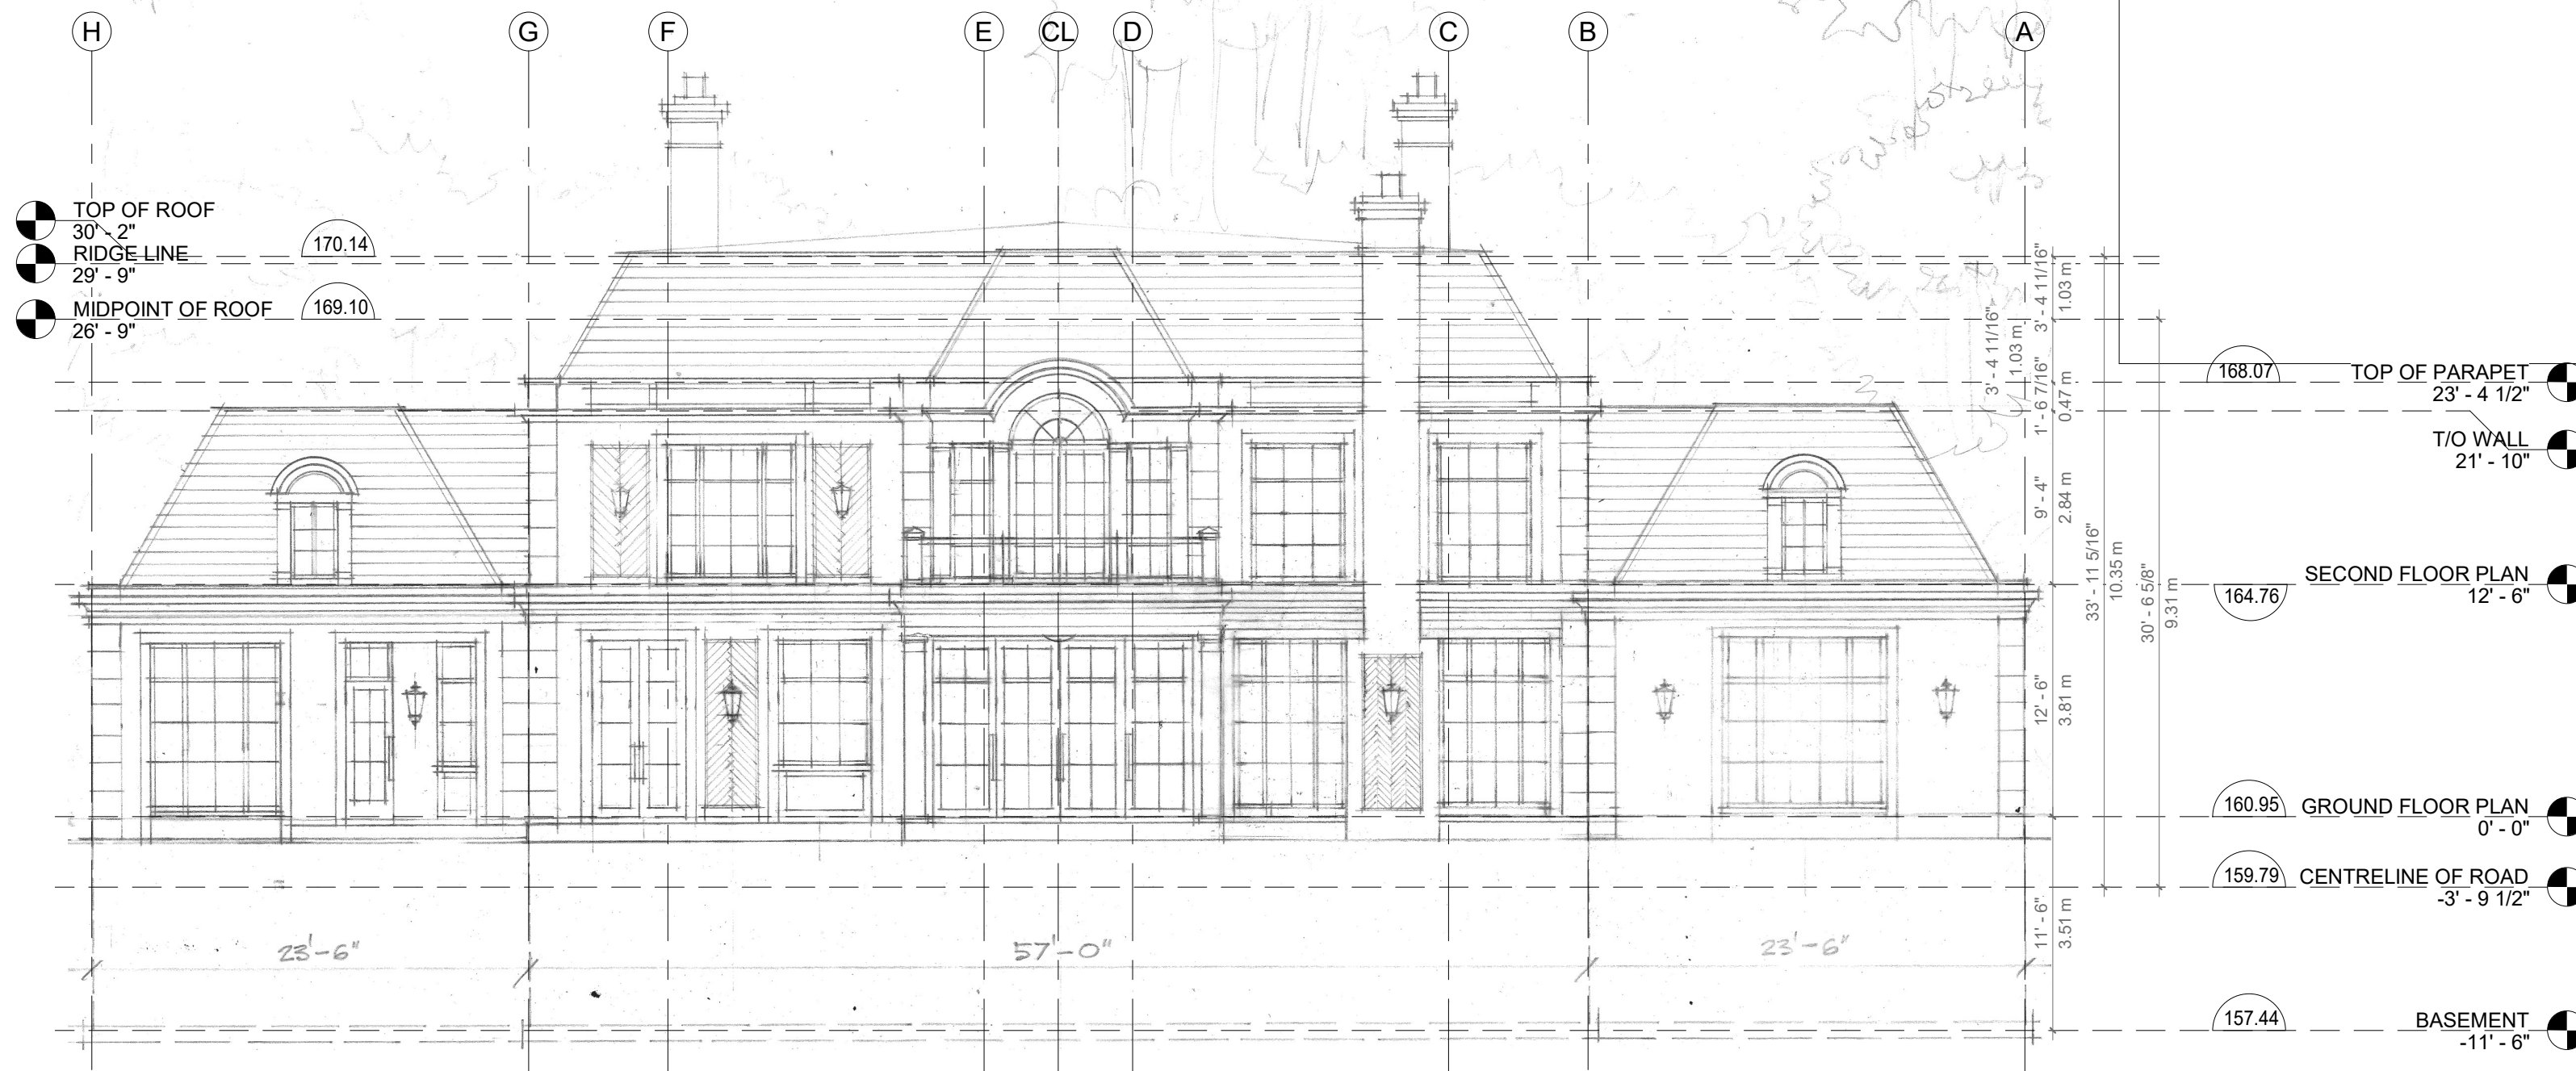 H
G
F
E
CL
D
C
B
A
TOP OF ROOF
30' - 2"
RIDGE LINE
29' - 9"
170.14
MIDPOINT OF ROOF
26' - 9"
169.10
3' - 4 11/16"
1.03 m
3' - 4 11/16"
1.03 m
1' - 6 7/16"
0.47 m
9' - 4"
2.84 m
33' - 11 5/16"
10.35 m
30' - 6 5/8"
9.31 m
12' - 6"
3.81 m
11' - 6"
3.51 m
168.07
TOP OF PARAPET
23' - 4 1/2"
T/O WALL
21' - 10"
SECOND FLOOR PLAN
12' - 6"
164.76
160.95
GROUND FLOOR PLAN
0' - 0"
159.79
CENTRELINE OF ROAD
-3' - 9 1/2"
157.44
BASEMENT
-11' - 6"
23'-6"
57'-0"
23'-6"